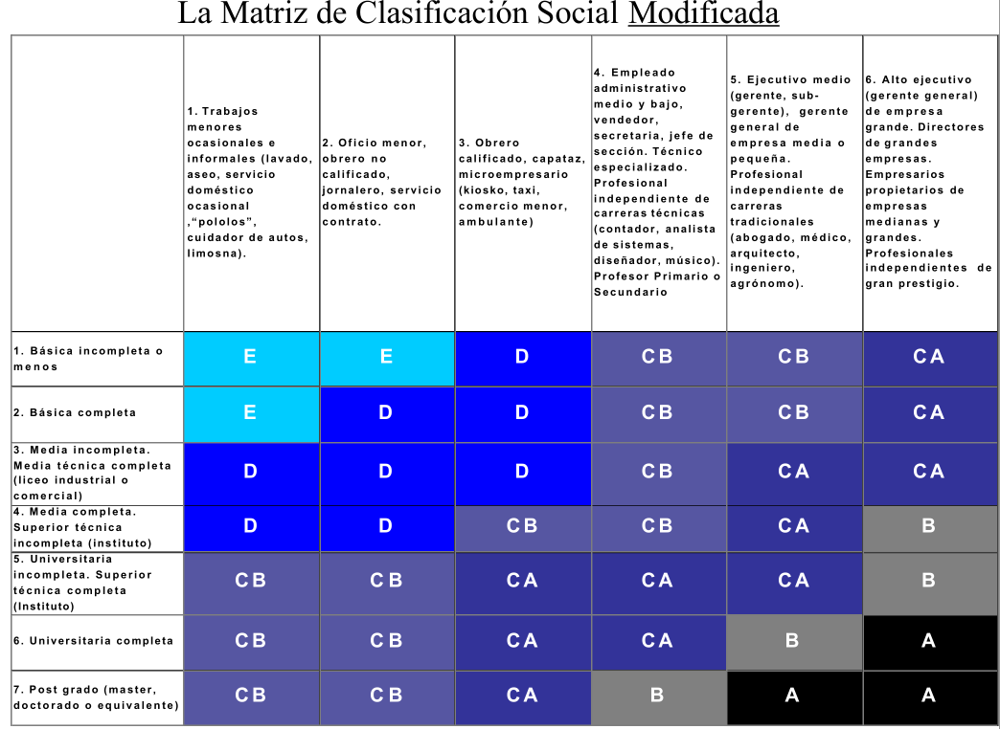 La Matriz de Clasificación Social Modificada
1. Trabajos
menores
ocasionales e
informales (lavado,
aseo, servicio
doméstico
ocasional
,“pololos”,
cuidador de autos,
limosna).
2. Oficio menor,
obrero no
calificado,
jornalero, servicio
doméstico con
contrato.
3. Obrero
calificado, capataz,
microempresario
(kiosko, taxi,
comercio menor,
ambulante)
4. Empleado
administrativo
medio y bajo,
vendedor,
secretaria, jefe de
sección. Técnico
especializado.
Profesional
independiente de
carreras técnicas
(contador, analista
de sistemas,
diseñador, músico).
Profesor Primario o
Secundario
5. Ejecutivo medio
(gerente, sub-
gerente), gerente
general de
empresa media o
pequeña.
Profesional
independiente de
carreras
tradicionales
(abogado, médico,
arquitecto,
ingeniero,
agrónomo).
6. Alto ejecutivo
(gerente general)
de empresa
grande. Directores
de grandes
empresas.
Empresarios
propietarios de
empresas
medianas y
grandes.
Profesionales
independientes de
gran prestigio.
1. Básica incompleta o
menos
E E D CB CB CA
2. Básica completa
E D D CB CB CA
3. Media incompleta.
Media técnica completa
(liceo industrial o
comercial)
D D D CB CA CA
4. Media completa.
Superior técnica
incompleta (instituto)
D D CB CB CA B
5. Universitaria
incompleta. Superior
técnica completa
(Instituto)
CB CB CA CA CA B
6. Universitaria completa
CB CB CA CA B A
7. Post grado (master,
doctorado o equivalente)
CB CB CA B A A